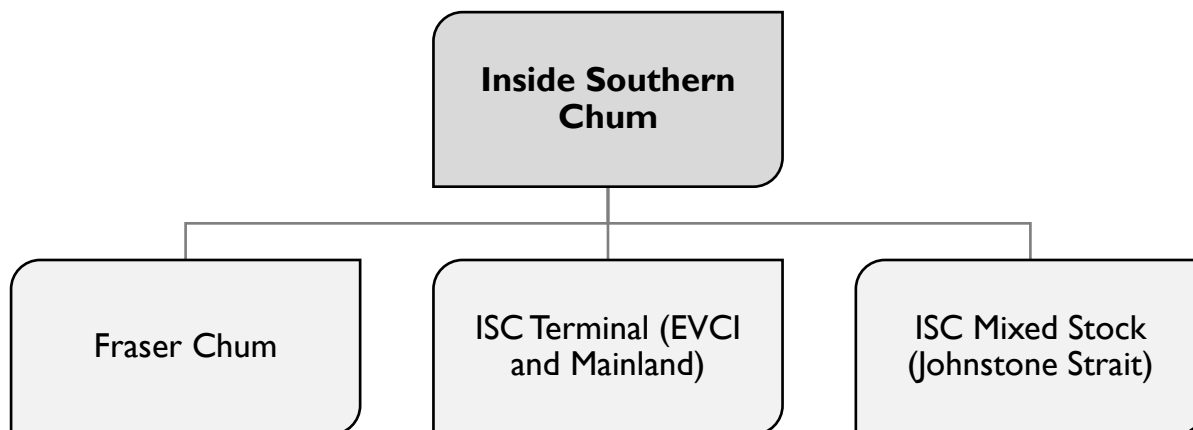 Inside Southern
Chum
Fraser Chum
ISC Terminal (EVCI
and Mainland)
ISC Mixed Stock
(Johnstone Strait)